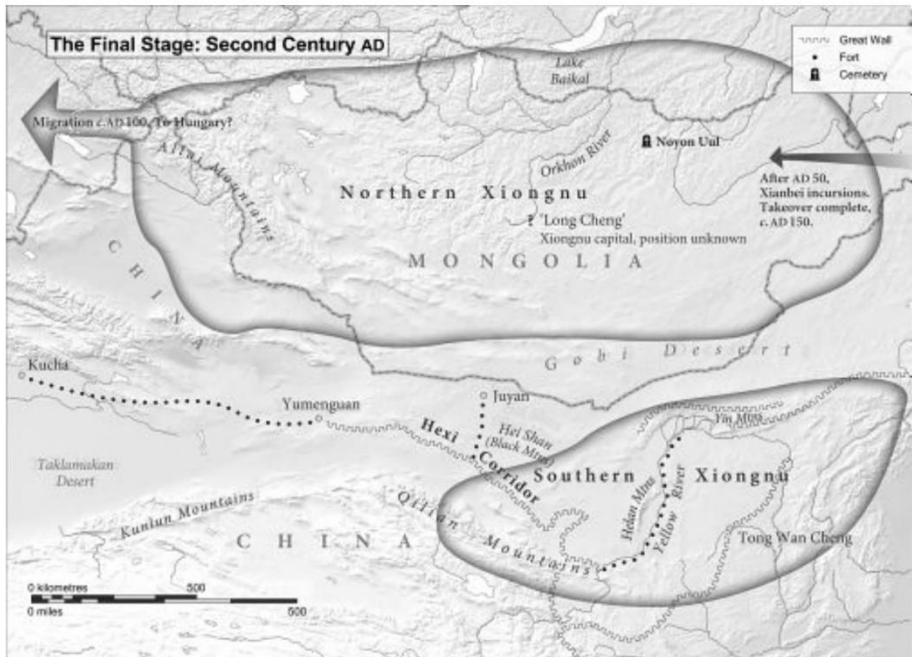 The Final Stage: Second Century AD
Great Wall
Fort
Cemetery
Lake
Baikal
Migration c.AD 100, To Hungary?
Altai Mountains
Orkhon River
Noyon Uul
After AD 50,
Xianbei incursions.
Takeover complete,
c.AD 150.
Northern Xiongnu
? 'Long Cheng'
Xiongnu capital, position unknown
MONGOLIA
CHINA
Gobi Desert
Kucha
Yumenguan
Juyan
Hexi
Corridor
Hei Shan
(Black Mtns)
Yin Mtns
Southern Xiongnu
Helan Mtns
Yellow River
Taklamakan
Desert
Kunlun Mountains
Qilian Mountains
CHINA
Tong Wan Cheng
0 kilometres 500
0 miles 500